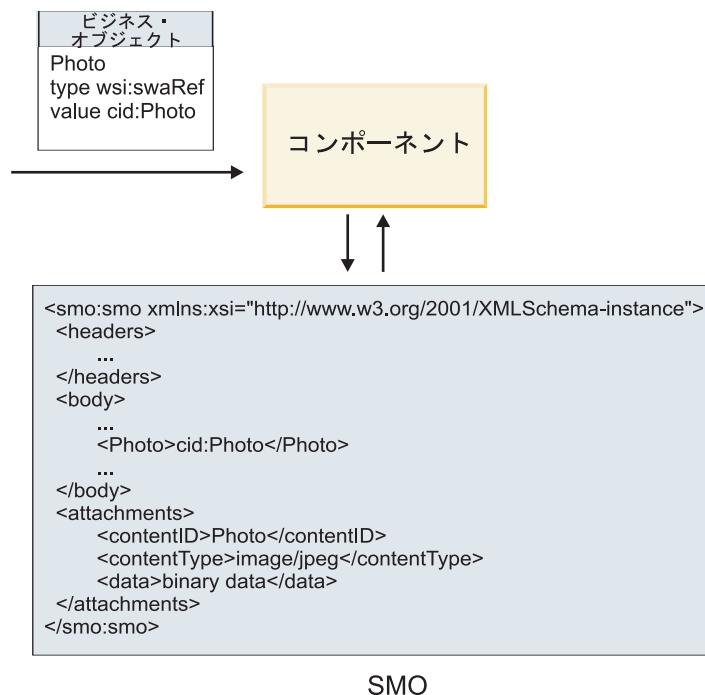 ビジネス・
オブジェクト
Photo
type wsi:swaRef
value cid:Photo
コンポーネント
<smo:smo xmlns:xsi="http://www.w3.org/2001/XMLSchema-instance">
<headers>
...
</headers>
<body>
...
<Photo>cid:Photo</Photo>
...
</body>
<attachments>
<contentID>Photo</contentID>
<contentType>image/jpeg</contentType>
<data>binary data</data>
</attachments>
</smo:smo>
SMO